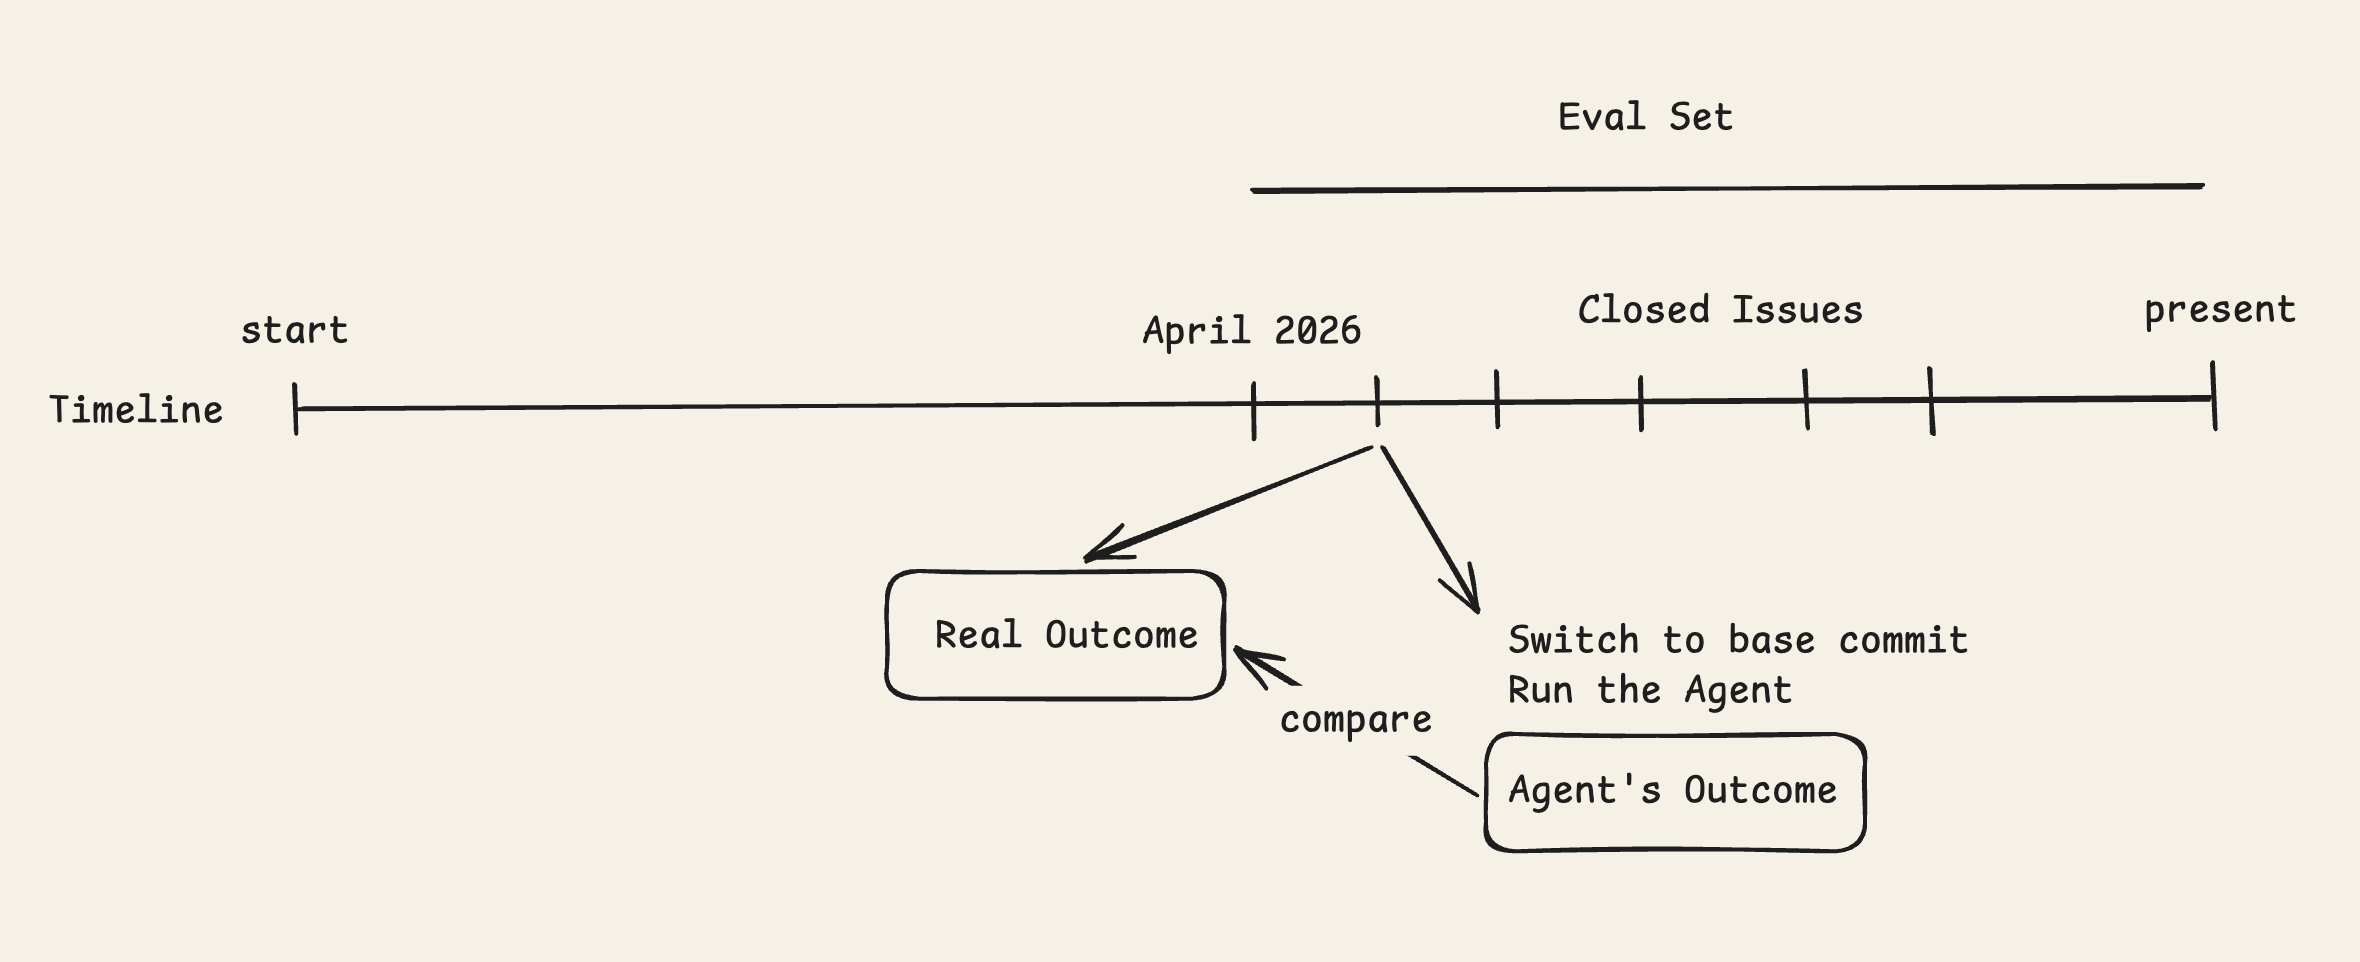 Eval Set
start
April 2026
Closed Issues
present
Timeline
Real Outcome
Switch to base commit
Run the Agent
compare
Agent's Outcome